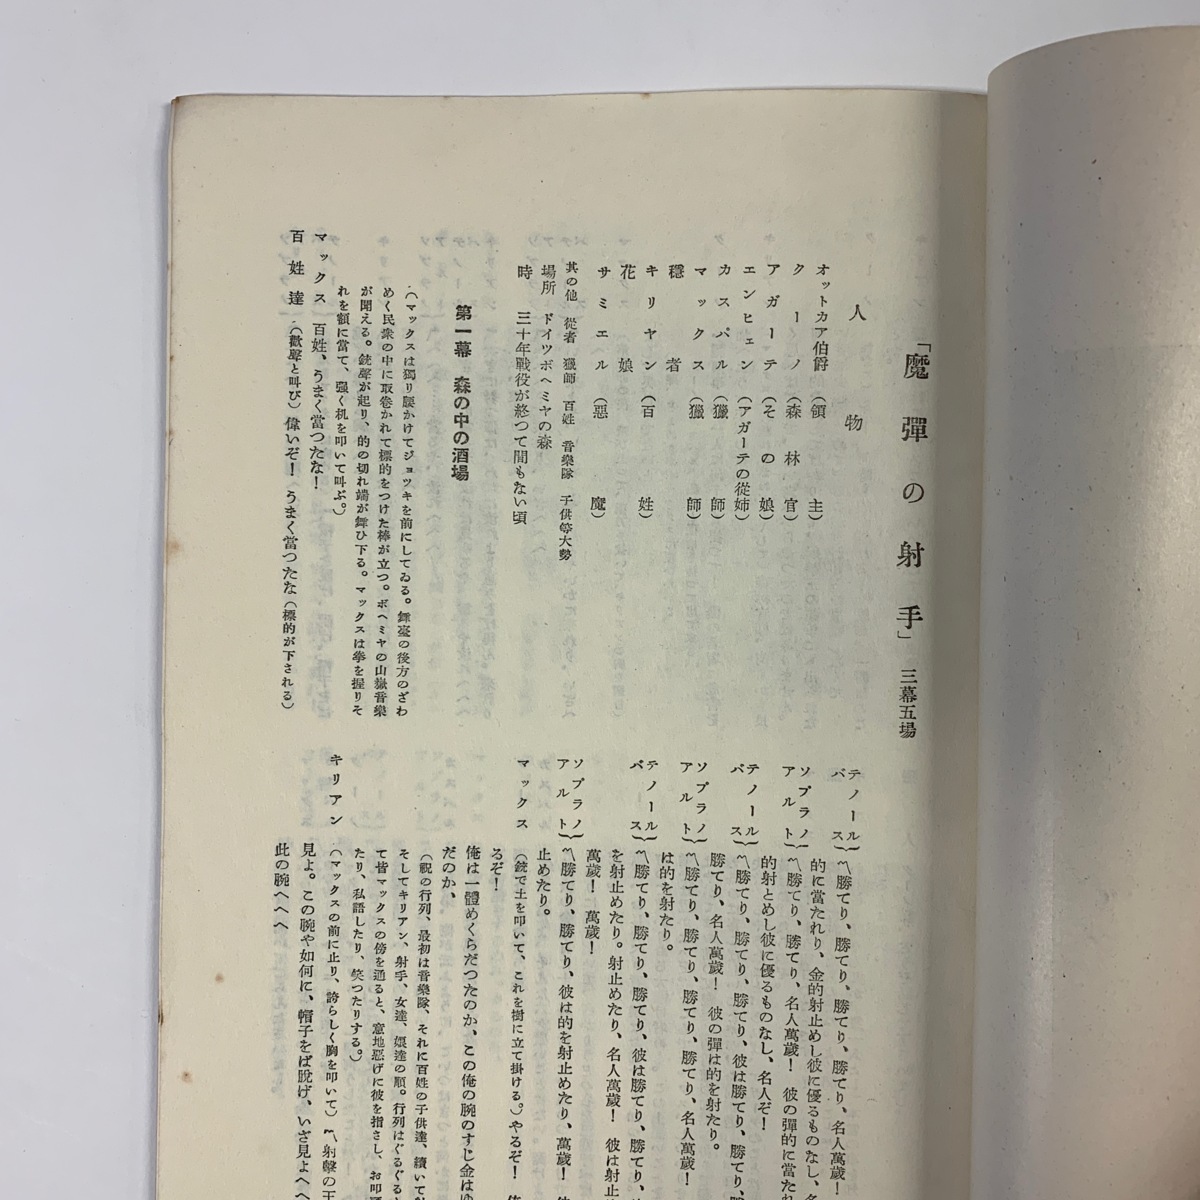 「魔彈の射手」 三幕五場
人物
オットカア伯爵（領主）
クーノ（森林官）
アガーテ（その娘）
エンヒェン（アガーテの從姉）
カスパル（獵師）
マックス（獵師）
穩者
キリヤン（百姓）
花娘
サミエル（惡魔）
其の他 從者 獵師 百姓 音樂隊 子供等大勢
場所 ドイツボヘミヤの森
時 三十年戰役が終つて間もない頃
第一幕 森の中の酒場
（マックスは獨り腰かけてジョッキを前にしてゐる。舞臺の後方のざわ
めく民衆の中に取卷かれて標的をつけた棒が立つ。ボヘミヤの山嶽音樂
が聞える。銃聲が起り、的の切れ端が舞ひ下る。マックスは拳を握りそ
れを額に當て、强く机を叩いて叫ぶ。）
マックス 百姓、うまく當つたな！
百姓達 （歡聲と叫び）偉いぞ！ うまく當つたな（標的が下される）
テノール バス ｝〽勝てり、勝てり、勝てり、勝てり、名人萬歲！
的に當たれり、金的射止めし彼に優るものなし、名
ソプラノ アルト ｝〽勝てり、勝てり、名人萬歲！ 彼の彈的に當た
的射とめし彼に優るものなし、名人ぞ！
テノール バス ｝〽勝てり、勝てり、勝てり、彼は勝てり、勝
勝てり、名人萬歲！ 彼の彈は的を射たり。
ソプラノ アルト ｝〽勝てり、勝てり、勝てり、勝てり、名人萬歲！
は的を射たり。
テノール バス ｝〽勝てり、勝てり、勝てり、彼は勝てり、勝てり、
を射止めたり。射止めたり、名人萬歲！ 彼は射止
萬歲！ 萬歲！
ソプラノ アルト ｝〽勝てり、勝てり、彼は的を射止めたり、萬歲！
止めたり。
マックス （銃で土を叩いて、これを樹に立て掛ける。）やるぞ！
るぞ！
俺は一體めくらだつたのか、この俺の腕のすじ金は
だのか、
（祝の行列、最初は音樂隊、それに百姓の子供達、續いて
そしてキリアン、射手、女達、娘達の順。行列はぐるぐると
て皆マックスの傍を通ると、意地惡げに彼を指さし、お叩頭
たり、私語したり、笑つたりする。）
キリアン （マックスの前に止り、誇らしく胸を叩いて）〽射擊の王
見よ。この腕や如何に、帽子をば脫げ、いざ見よへへ
此の腕へへへ